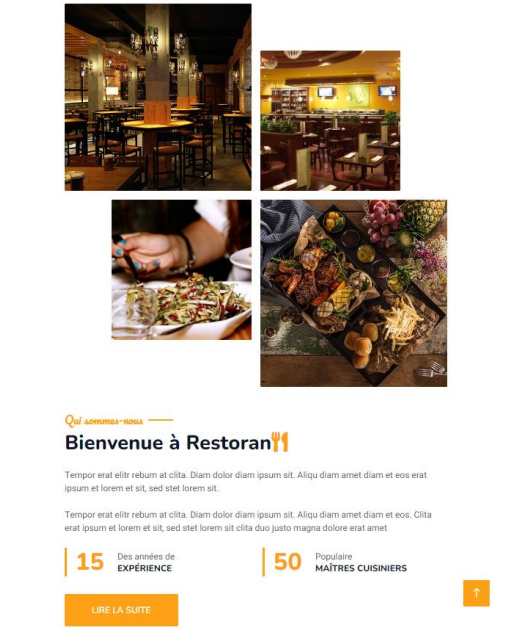 Qui sommes-nous
Bienvenue à Restoran
Tempor erat elitr rebum at clita. Diam dolor diam ipsum sit. Aliqu diam amet diam et eos erat
ipsum et lorem et sit, sed stet lorem sit.
Tempor erat elitr rebum at clita. Diam dolor diam ipsum sit. Aliqu diam amet diam et eos. Clita
erat ipsum et lorem et sit, sed stet lorem sit clita duo justo magna dolore erat amet
15 Des années de
EXPÉRIENCE
50 Populaire
MAÎTRES CUISINIERS
LIRE LA SUITE